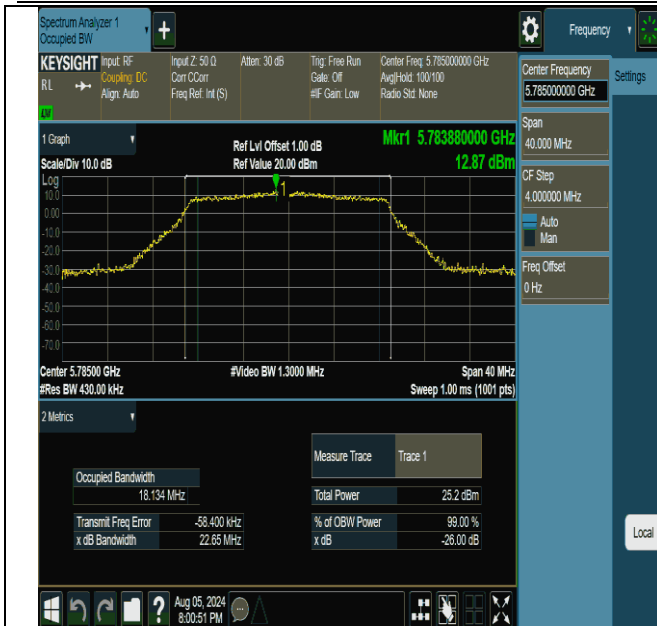 Spectrum Analyzer 1
Occupied BW
+
Frequency
KEYSIGHT
RL
Input: RF
Coupling: DC
Align: Auto
Input Z: 50 Ω
Corr CCorr
Freq Ref: Int (S)
Atten: 30 dB
Trig: Free Run
Gate: Off
#IF Gain: Low
Center Freq: 5.785000000 GHz
Avg|Hold: 100/100
Radio Std: None
Center Frequency
5.785000000 GHz
Settings
Span
40.000 MHz
CF Step
4.000000 MHz
Auto
Man
Freq Offset
0 Hz
1 Graph
Scale/Div 10.0 dB
Ref Lvl Offset 1.00 dB
Ref Value 20.00 dBm
Mkr1 5.783880000 GHz
12.87 dBm
Log
10.0
0.00
-10.0
-20.0
-30.0
-40.0
-50.0
-60.0
-70.0
1
Center 5.78500 GHz
#Res BW 430.00 kHz
#Video BW 1.3000 MHz
Span 40 MHz
Sweep 1.00 ms (1001 pts)
2 Metrics
Measure Trace Trace 1
Occupied Bandwidth
18.134 MHz
Total Power 25.2 dBm
Transmit Freq Error -58.400 kHz
% of OBW Power 99.00 %
x dB Bandwidth 22.65 MHz
x dB -26.00 dB
Local
?
Aug 05, 2024
8:00:51 PM